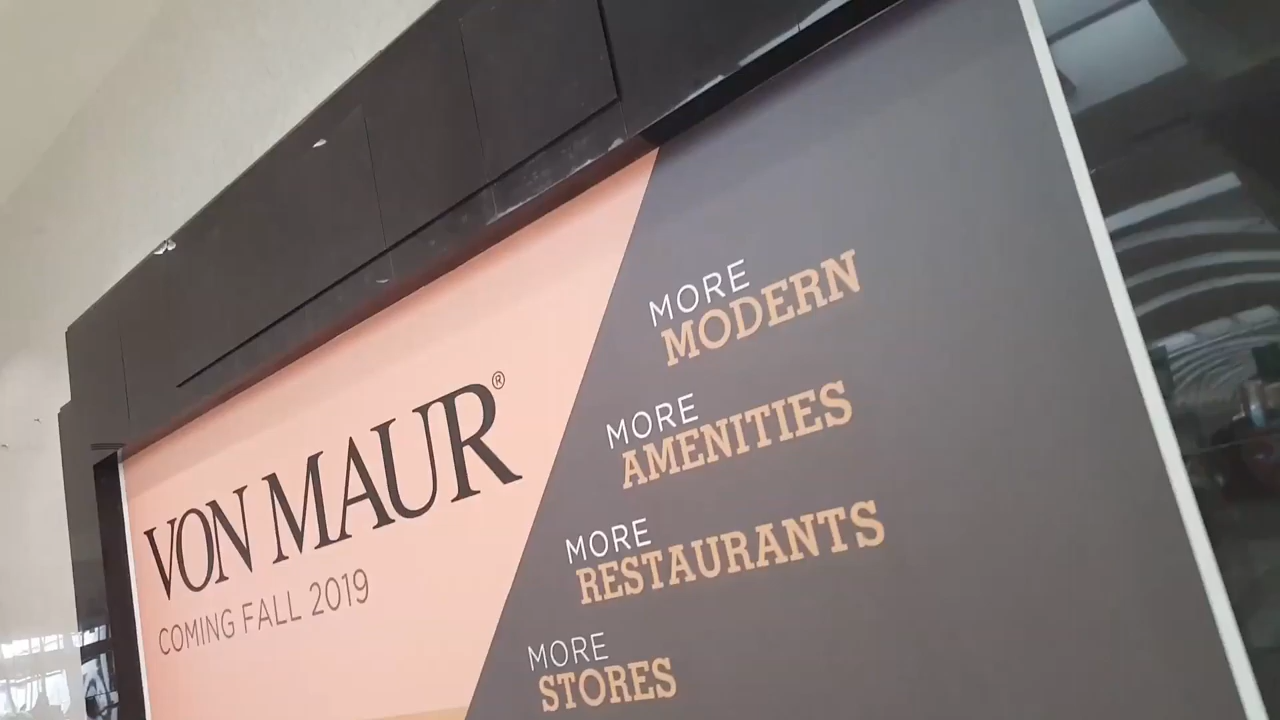 VON MAUR®
COMING FALL 2019
MORE
MODERN
MORE
AMENITIES
MORE
RESTAURANTS
MORE
STORES